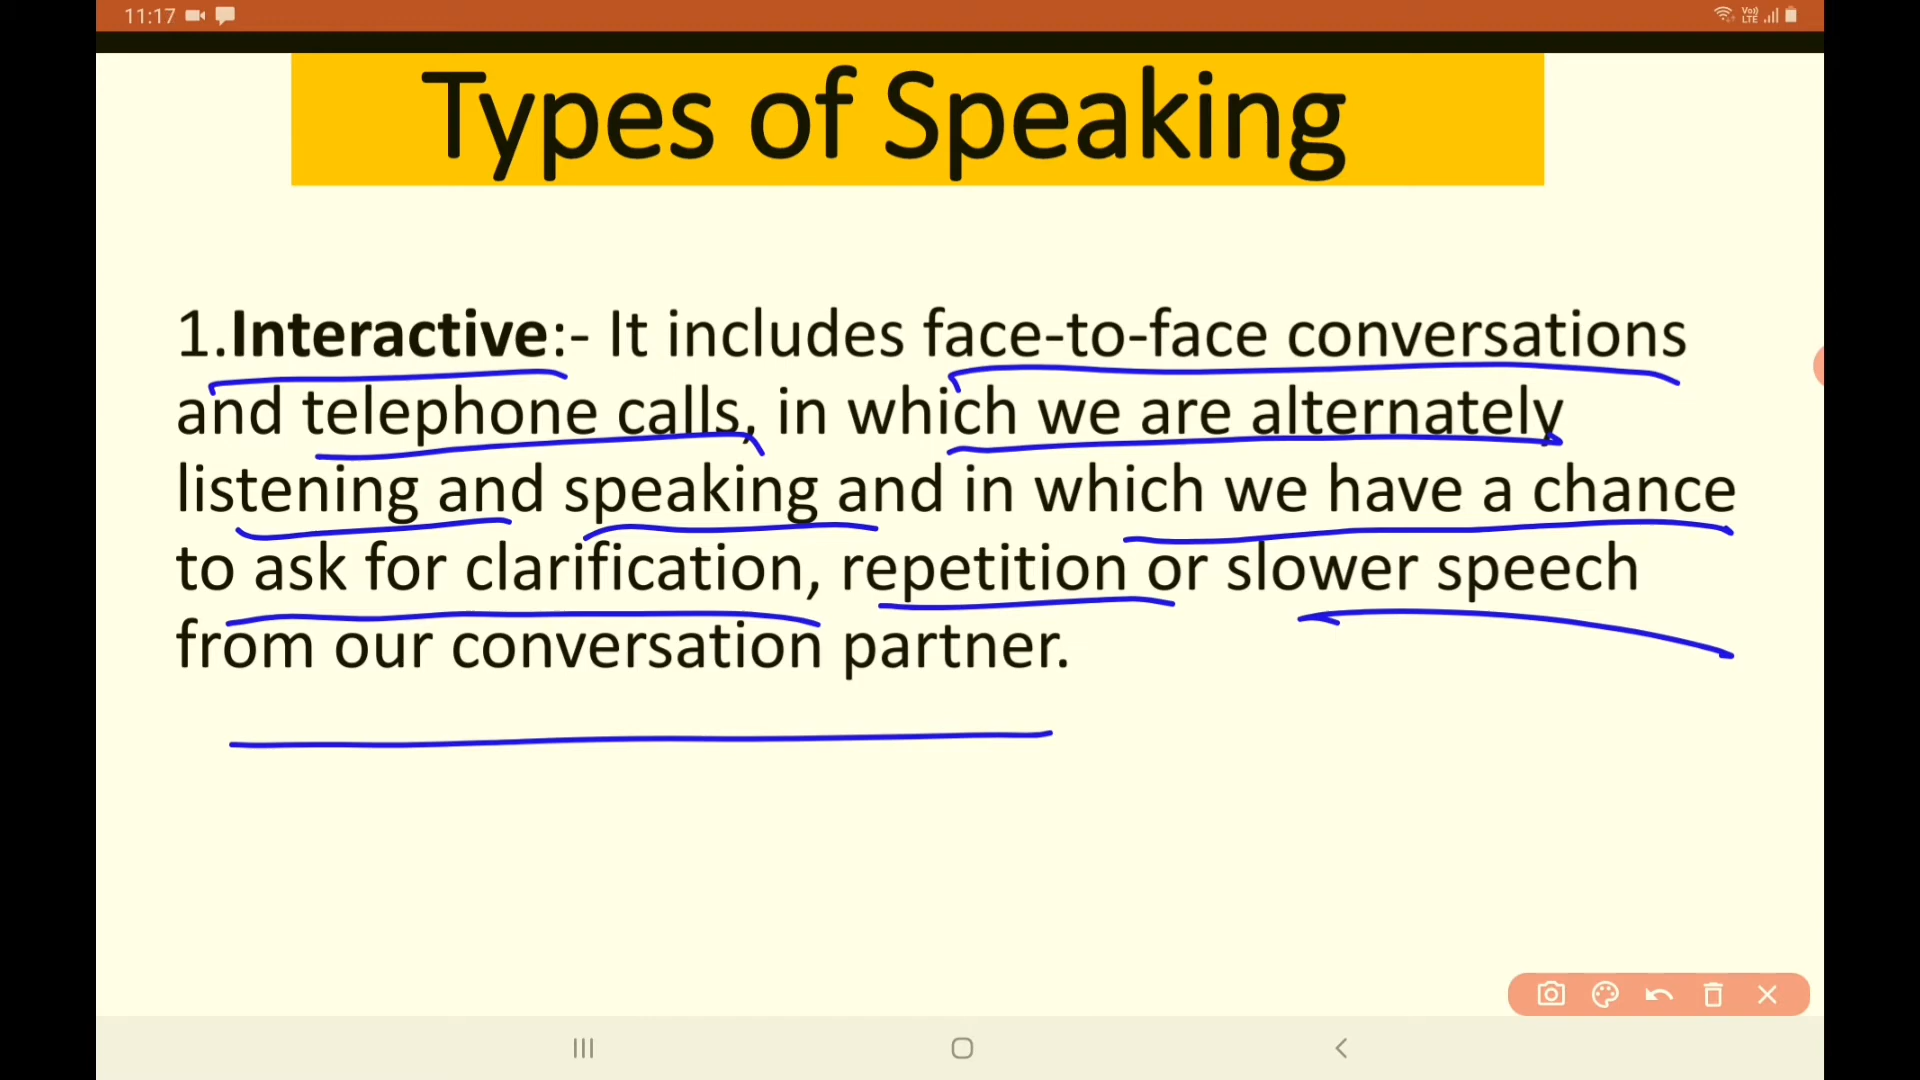 11:17
Vo)) LTE
Types of Speaking
1.Interactive:- It includes face-to-face conversations
and telephone calls, in which we are alternately
listening and speaking and in which we have a chance
to ask for clarification, repetition or slower speech
from our conversation partner.